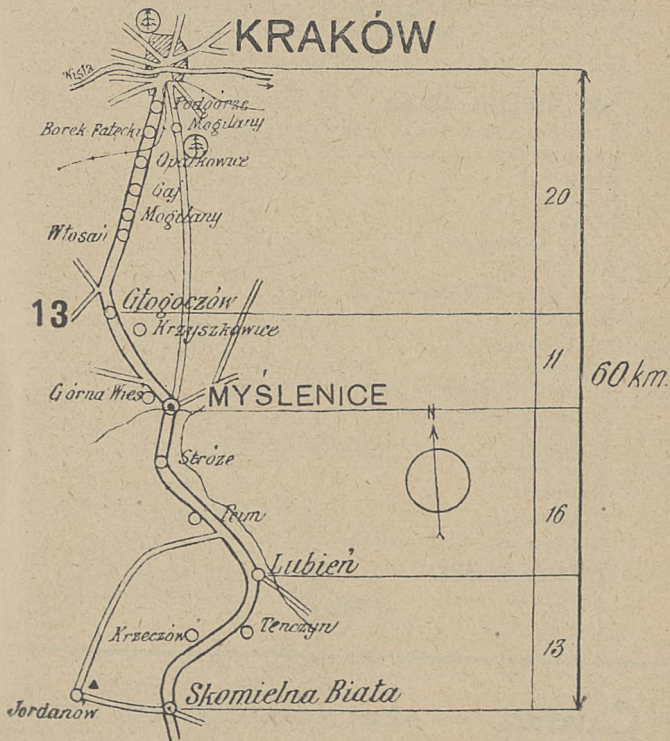 KRAKÓW
Wisła
Podgórze
Mogilany
Borek Fałęcki
Opatkowice
Gaj
Mogilany
Włosań
20
Głogoczów
13
Krzyszkowice
11
60 km.
Górna Wieś
MYŚLENICE
N
Stróże
Pcim
16
Lubień
Krzeczów
Tenczyn
13
Skomielna Biała
Jordanów